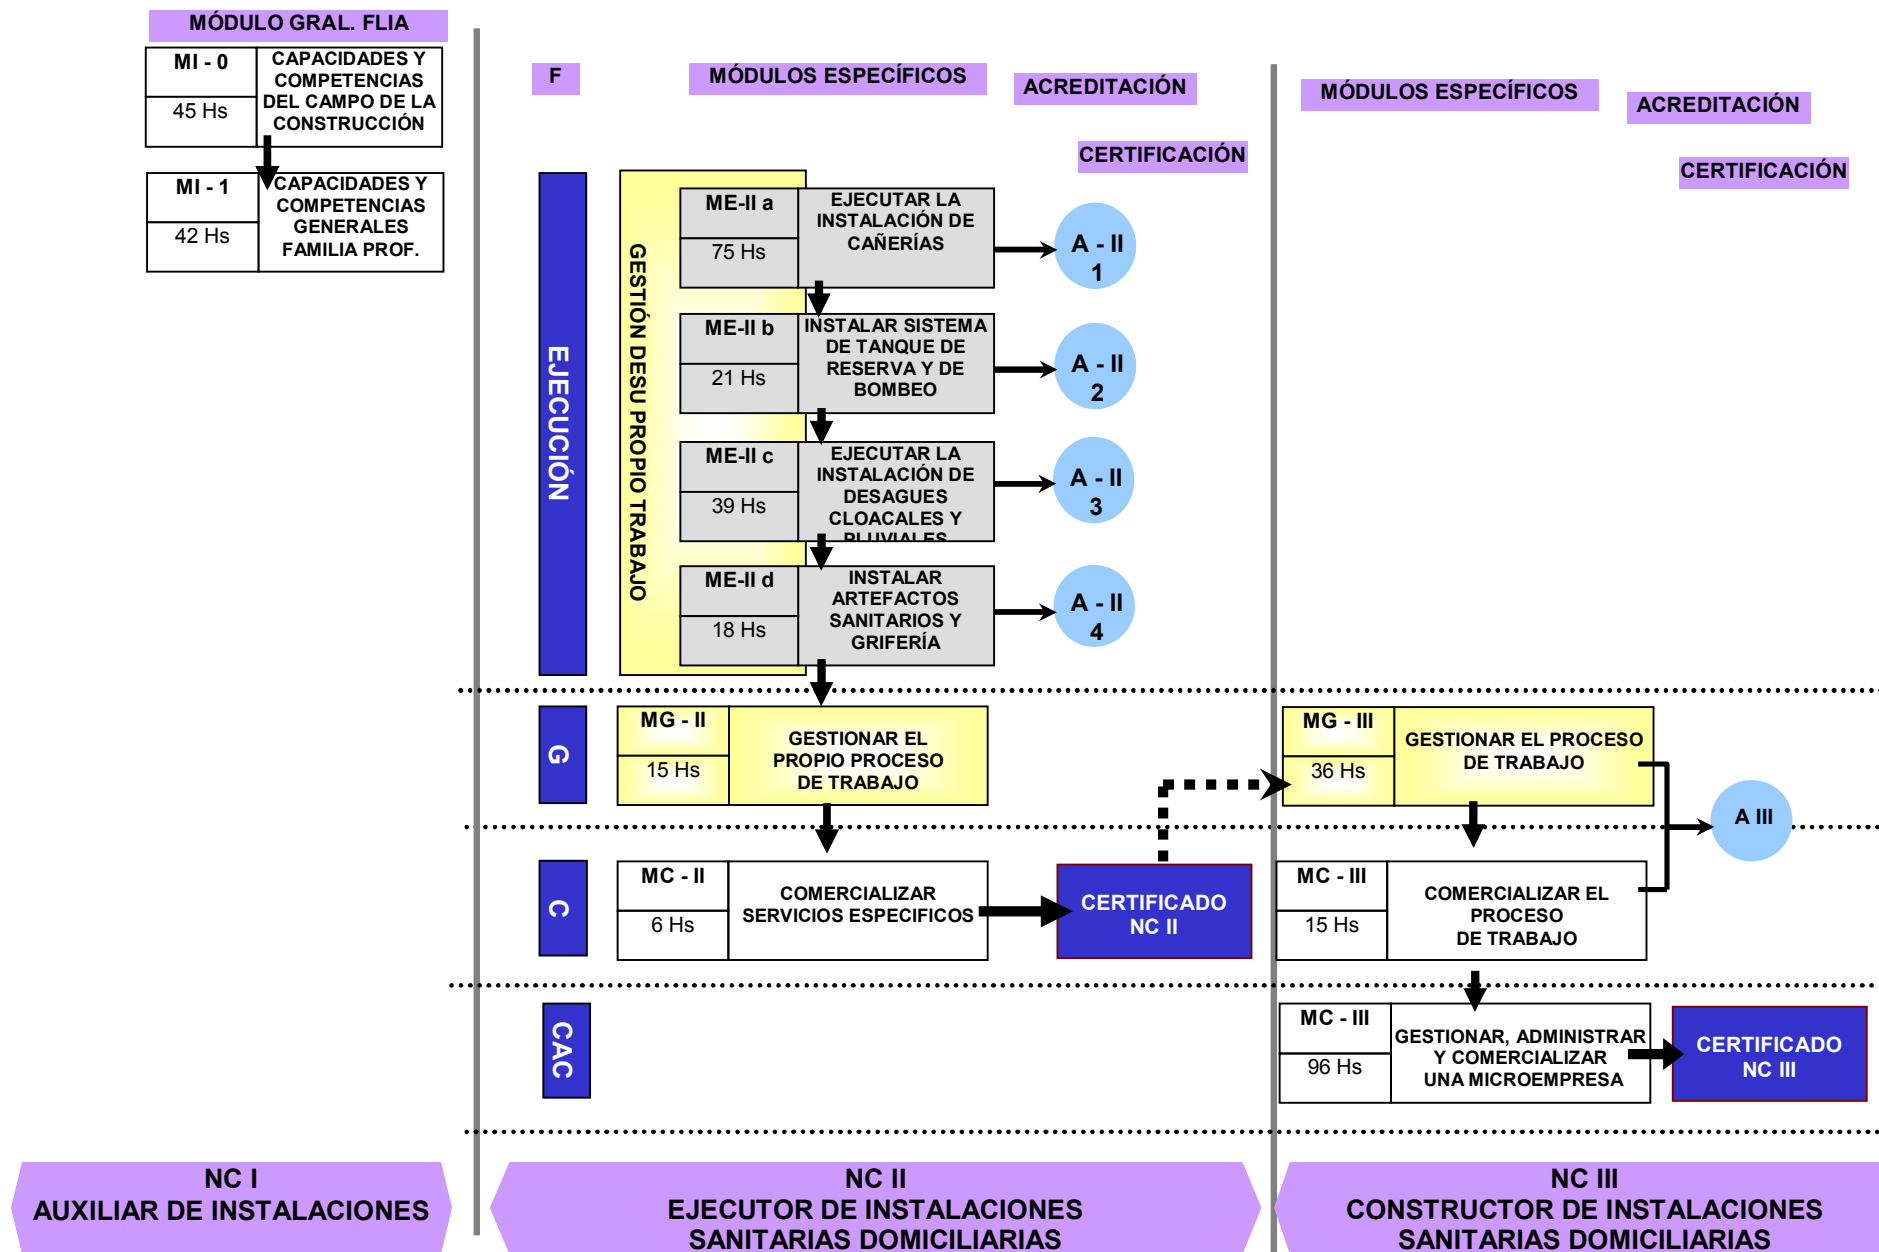 MÓDULO GRAL. FLIA
MI - 0
45 Hs
CAPACIDADES Y
COMPETENCIAS
DEL CAMPO DE LA
CONSTRUCCIÓN
MI - 1
42 Hs
CAPACIDADES Y
COMPETENCIAS
GENERALES
FAMILIA PROF.
F
MÓDULOS ESPECÍFICOS
ACREDITACIÓN
CERTIFICACIÓN
EJECUCIÓN
GESTIÓN DESU PROPIO TRABAJO
ME-II a
75 Hs
EJECUTAR LA
INSTALACIÓN DE
CAÑERÍAS
A - II
1
ME-II b
21 Hs
INSTALAR SISTEMA
DE TANQUE DE
RESERVA Y DE
BOMBEO
A - II
2
ME-II c
39 Hs
EJECUTAR LA
INSTALACIÓN DE
DESAGUES
CLOACALES Y
PLUVIALES
A - II
3
ME-II d
18 Hs
INSTALAR
ARTEFACTOS
SANITARIOS Y
GRIFERÍA
A - II
4
G
MG - II
15 Hs
GESTIONAR EL
PROPIO PROCESO
DE TRABAJO
C
MC - II
6 Hs
COMERCIALIZAR
SERVICIOS ESPECIFICOS
CERTIFICADO
NC II
CAC
MÓDULOS ESPECÍFICOS
ACREDITACIÓN
CERTIFICACIÓN
MG - III
36 Hs
GESTIONAR EL PROCESO
DE TRABAJO
A III
MC - III
15 Hs
COMERCIALIZAR EL
PROCESO
DE TRABAJO
MC - III
96 Hs
GESTIONAR, ADMINISTRAR
Y COMERCIALIZAR
UNA MICROEMPRESA
CERTIFICADO
NC III
NC I
AUXILIAR DE INSTALACIONES
NC II
EJECUTOR DE INSTALACIONES
SANITARIAS DOMICILIARIAS
NC III
CONSTRUCTOR DE INSTALACIONES
SANITARIAS DOMICILIARIAS